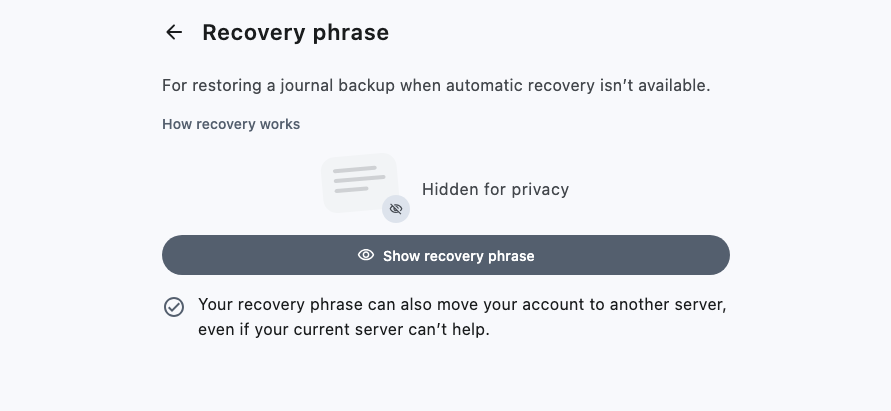 Recovery phrase
For restoring a journal backup when automatic recovery isn’t available.
How recovery works
Hidden for privacy
Show recovery phrase
Your recovery phrase can also move your account to another server,
even if your current server can’t help.